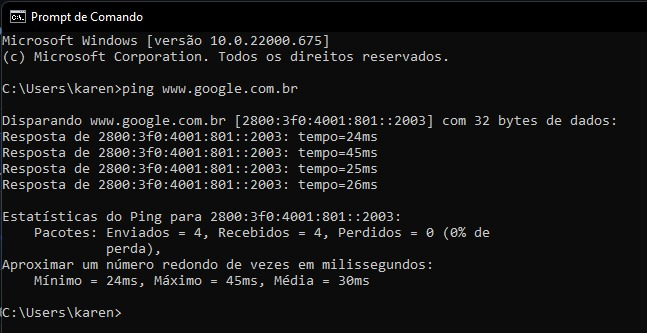 Prompt de Comando
Microsoft Windows [versão 10.0.22000.675]
(c) Microsoft Corporation. Todos os direitos reservados.
C:\Users\karen>ping www.google.com.br
Disparando www.google.com.br [2800:3f0:4001:801::2003] com 32 bytes de dados:
Resposta de 2800:3f0:4001:801::2003: tempo=24ms
Resposta de 2800:3f0:4001:801::2003: tempo=45ms
Resposta de 2800:3f0:4001:801::2003: tempo=25ms
Resposta de 2800:3f0:4001:801::2003: tempo=26ms
Estatísticas do Ping para 2800:3f0:4001:801::2003:
    Pacotes: Enviados = 4, Recebidos = 4, Perdidos = 0 (0% de
             perda),
Aproximar um número redondo de vezes em milissegundos:
    Mínimo = 24ms, Máximo = 45ms, Média = 30ms
C:\Users\karen>